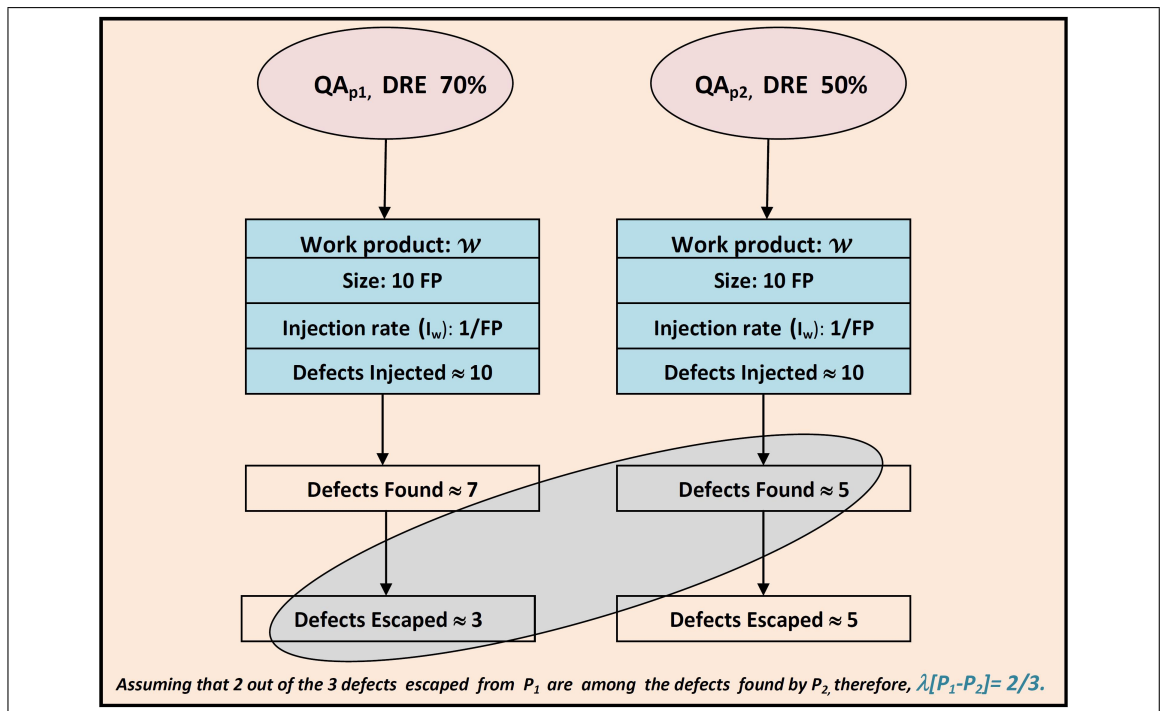 QAp1, DRE 70%
QAp2, DRE 50%
Work product: 𝓌
Size: 10 FP
Injection rate (Iw): 1/FP
Defects Injected ≈ 10
Work product: 𝓌
Size: 10 FP
Injection rate (Iw): 1/FP
Defects Injected ≈ 10
Defects Found ≈ 7
Defects Found ≈ 5
Defects Escaped ≈ 3
Defects Escaped ≈ 5
Assuming that 2 out of the 3 defects escaped from P1 are among the defects found by P2, therefore, λ[P1-P2]= 2/3.